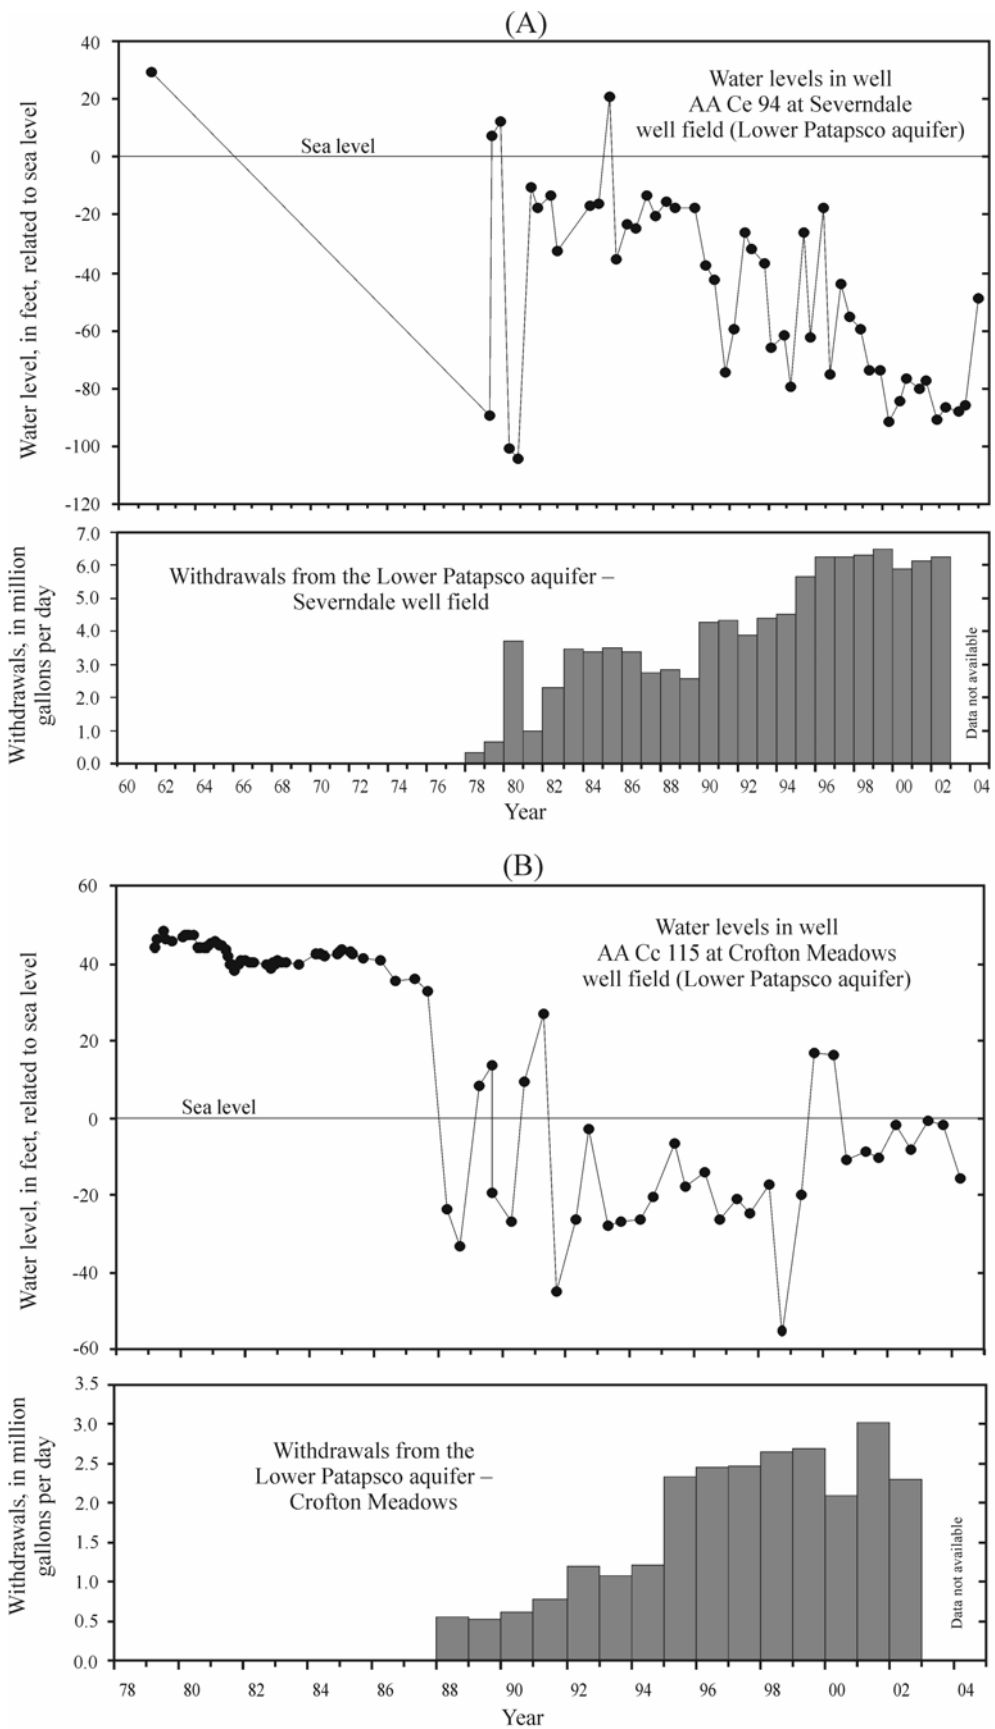 (A)
40
20
0
-20
-40
-60
-80
-100
-120
Water level, in feet, related to sea level
Sea level
Water levels in well
AA Ce 94 at Severndale
well field (Lower Patapsco aquifer)
7.0
6.0
5.0
4.0
3.0
2.0
1.0
0.0
Withdrawals, in million
gallons per day
Withdrawals from the Lower Patapsco aquifer –
Severndale well field
Data not available
60 62 64 66 68 70 72 74 76 78 80 82 84 86 88 90 92 94 96 98 00 02 04
Year
(B)
60
40
20
0
-20
-40
-60
Water level, in feet, related to sea level
Sea level
Water levels in well
AA Cc 115 at Crofton Meadows
well field (Lower Patapsco aquifer)
3.5
3.0
2.5
2.0
1.5
1.0
0.5
0.0
Withdrawals, in million
gallons per day
Withdrawals from the
Lower Patapsco aquifer –
Crofton Meadows
Data not available
78 80 82 84 86 88 90 92 94 96 98 00 02 04
Year